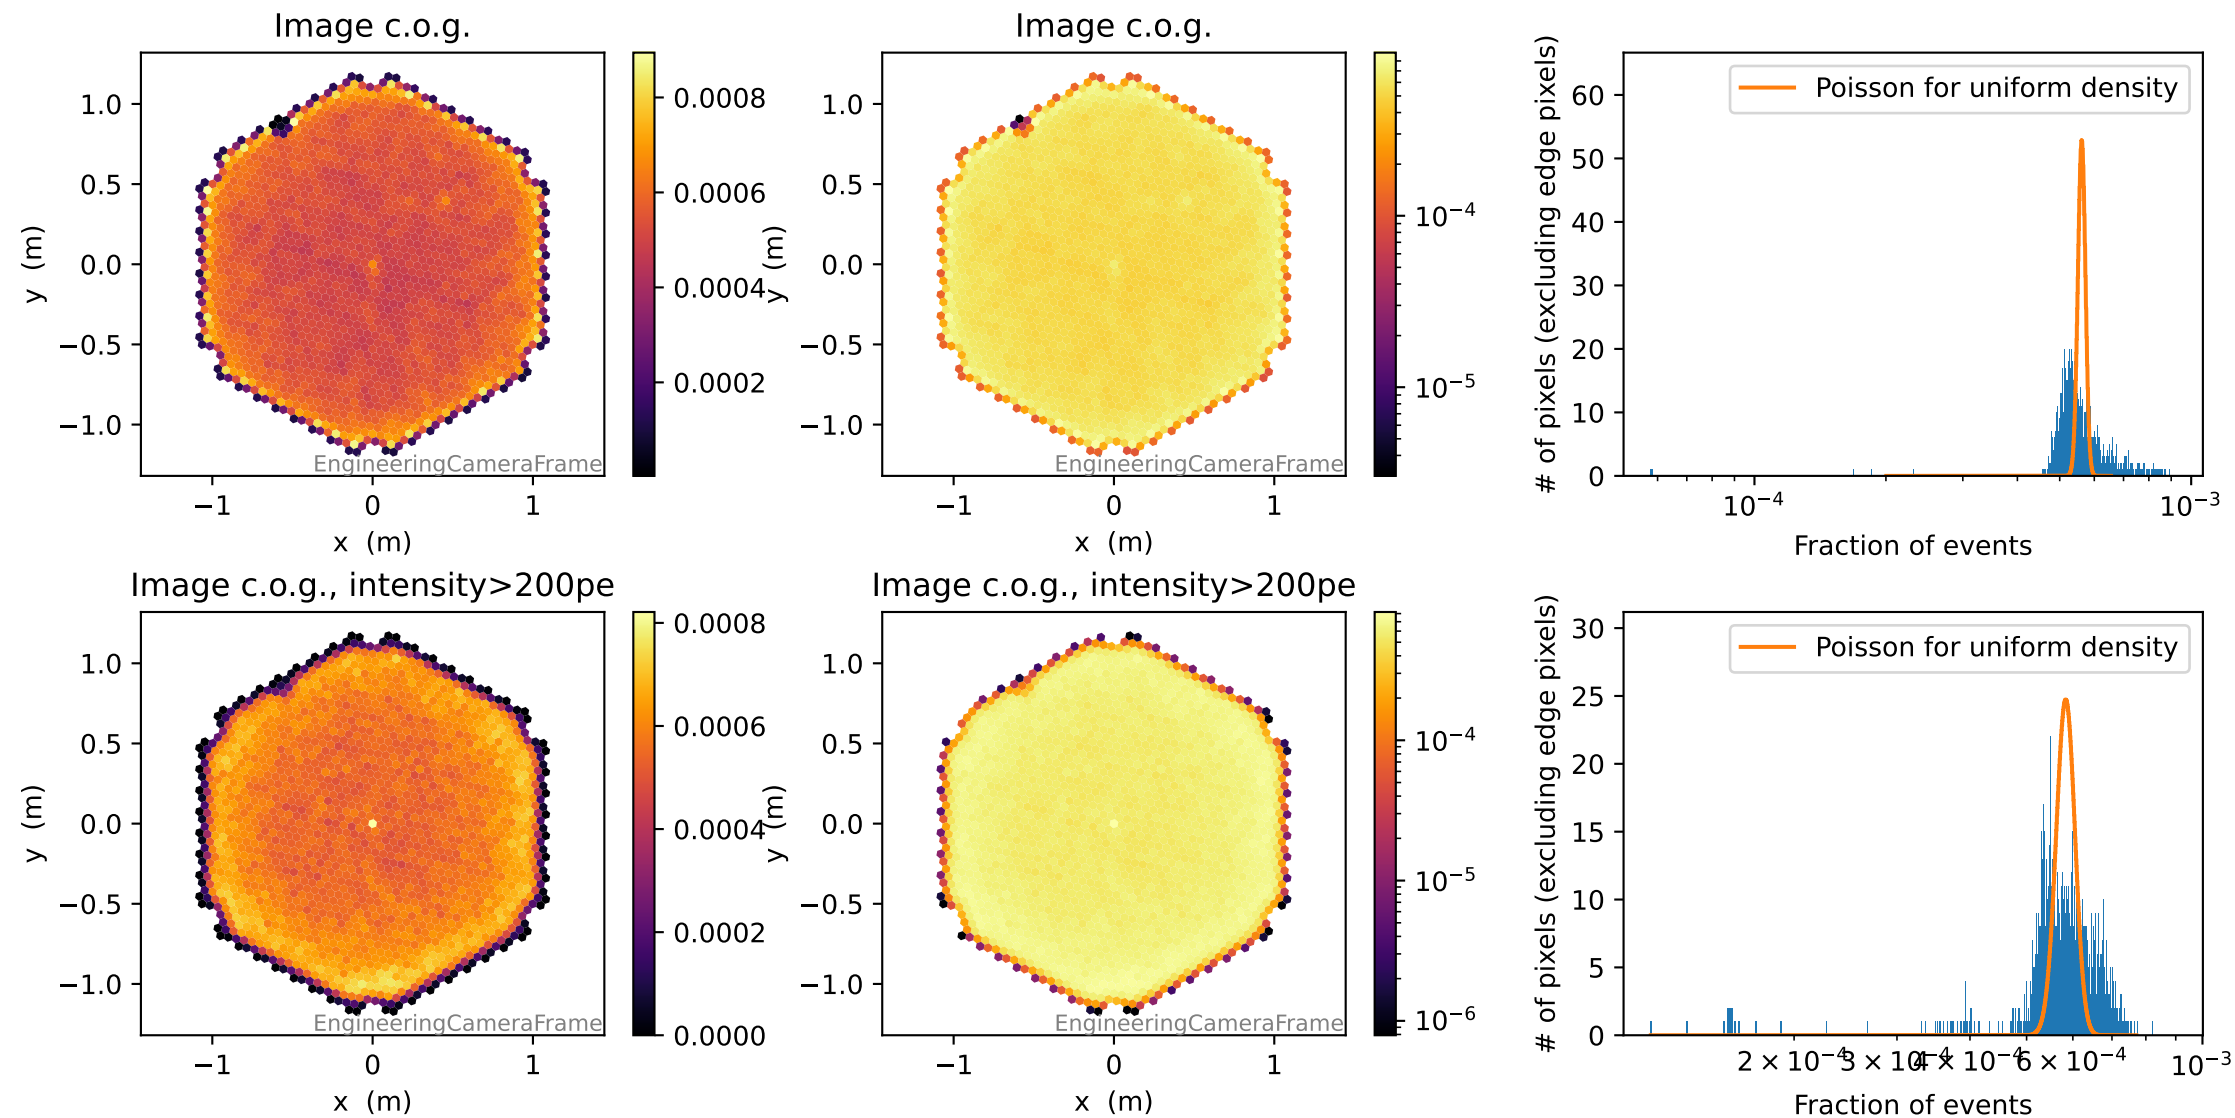 Image c.o.g.
1.0
0.5
0.0
−0.5
−1.0
y (m)
−1
0
1
x (m)
EngineeringCameraFrame
0.0008
0.0006
0.0004
0.0002
Image c.o.g.
1.0
0.5
0.0
−0.5
−1.0
y (m)
−1
0
1
x (m)
EngineeringCameraFrame
10⁻⁴
10⁻⁵
# of pixels (excluding edge pixels)
60
50
40
30
20
10
0
Poisson for uniform density
10⁻⁴
10⁻³
Fraction of events
Image c.o.g., intensity>200pe
1.0
0.5
0.0
−0.5
−1.0
y (m)
−1
0
1
x (m)
EngineeringCameraFrame
0.0008
0.0006
0.0004
0.0002
0.0000
Image c.o.g., intensity>200pe
1.0
0.5
0.0
−0.5
−1.0
y (m)
−1
0
1
x (m)
EngineeringCameraFrame
10⁻⁴
10⁻⁵
10⁻⁶
# of pixels (excluding edge pixels)
30
25
20
15
10
5
0
Poisson for uniform density
2 × 10⁻⁴
3 × 10⁻⁴
4 × 10⁻⁴
6 × 10⁻⁴
10⁻³
Fraction of events